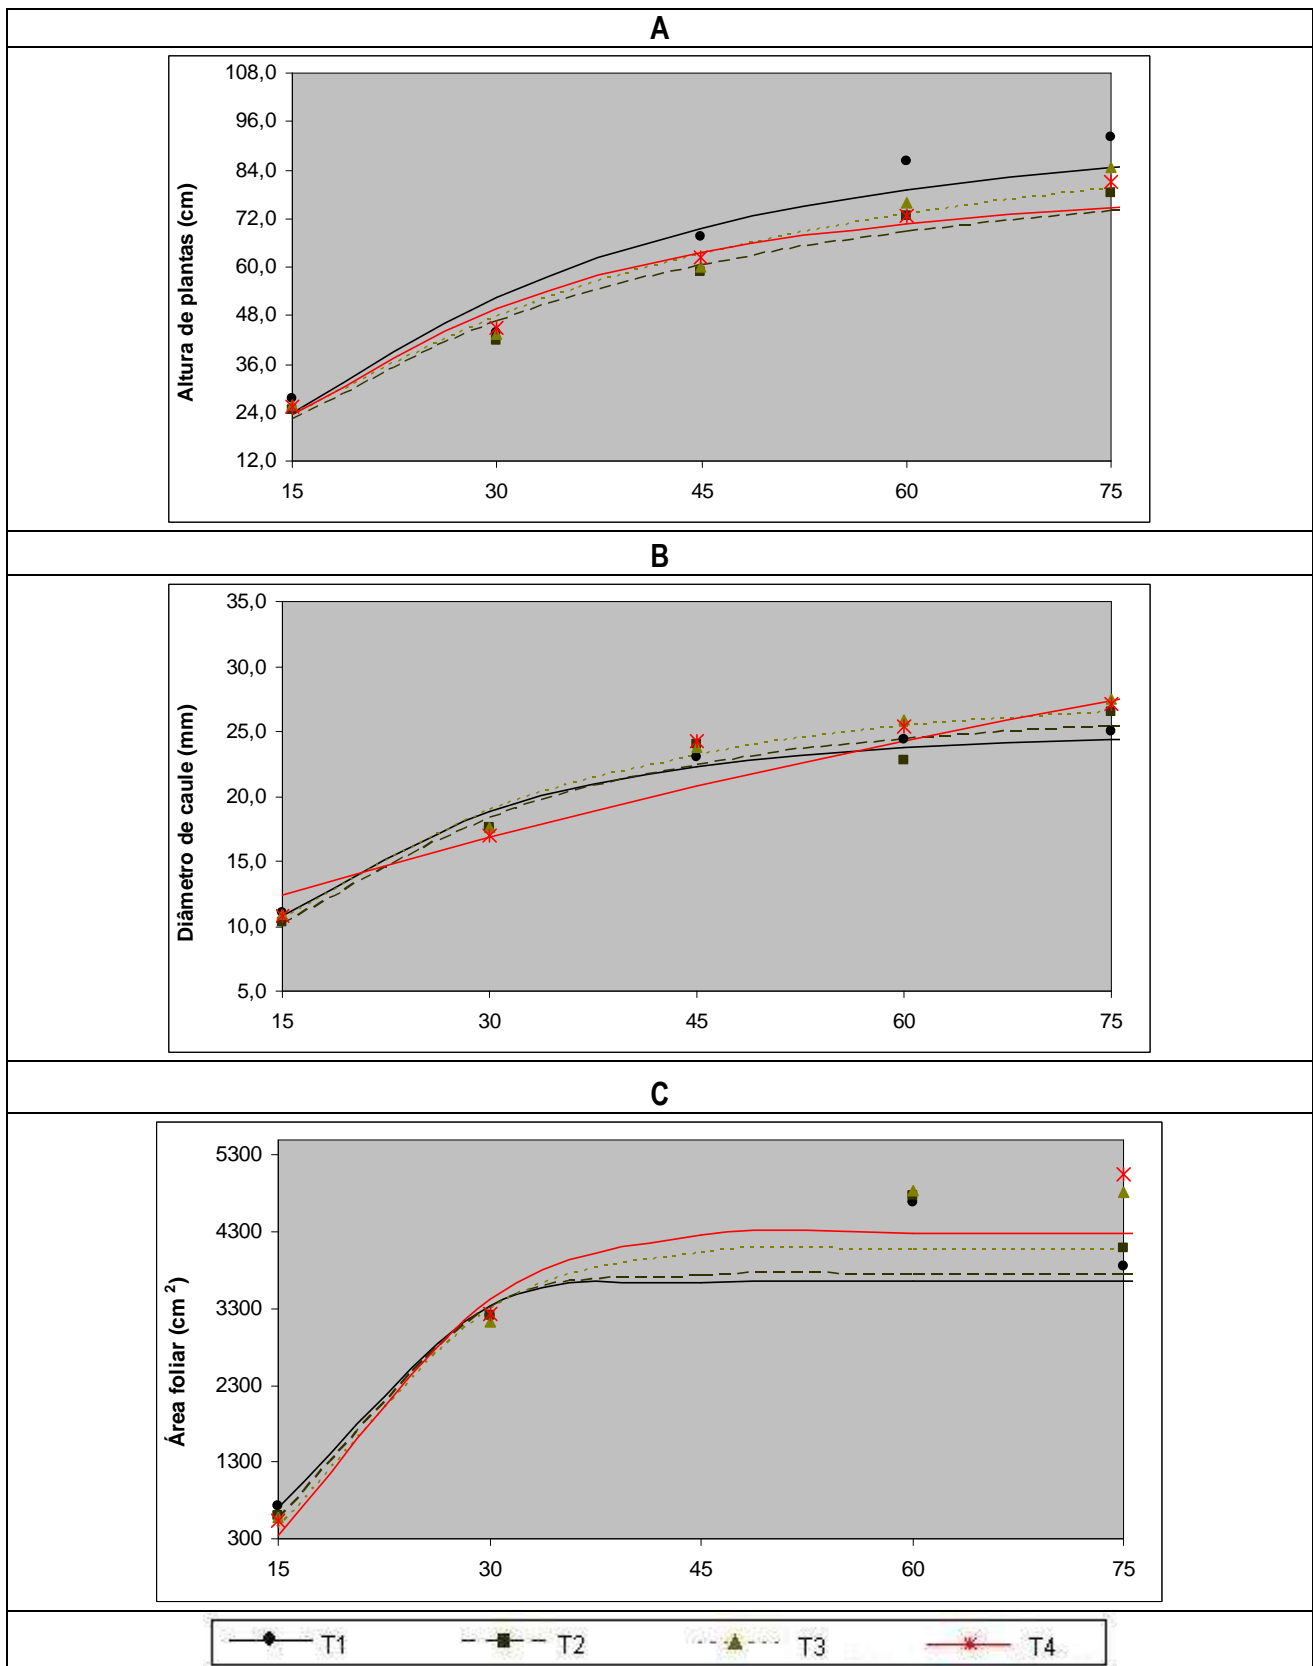 A
108,0
96,0
84,0
72,0
60,0
48,0
36,0
24,0
12,0
Altura de plantas (cm)
15 30 45 60 75
B
35,0
30,0
25,0
20,0
15,0
10,0
5,0
Diâmetro de caule (mm)
15 30 45 60 75
C
5300
4300
3300
2300
1300
300
Área foliar (cm ²)
15 30 45 60 75
T1 T2 T3 T4